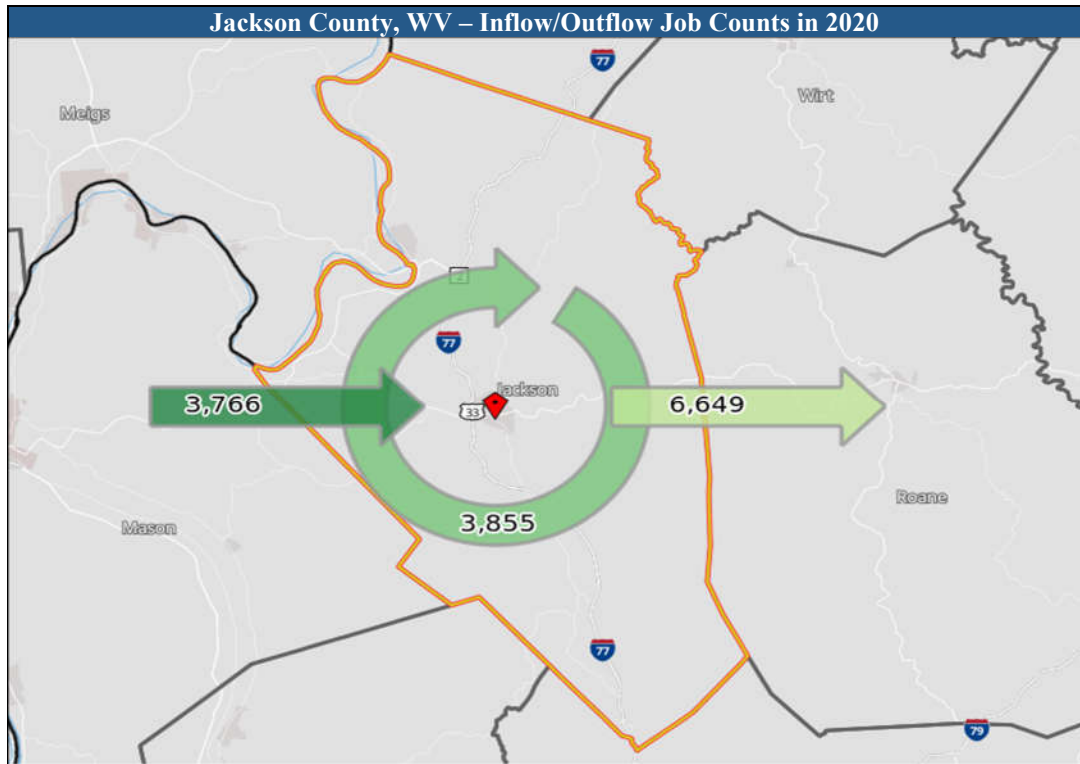 Jackson County, WV – Inflow/Outflow Job Counts in 2020
77
Wirt
Meigs
77
Jackson
3,766
33
6,649
Roane
3,855
Mason
77
79